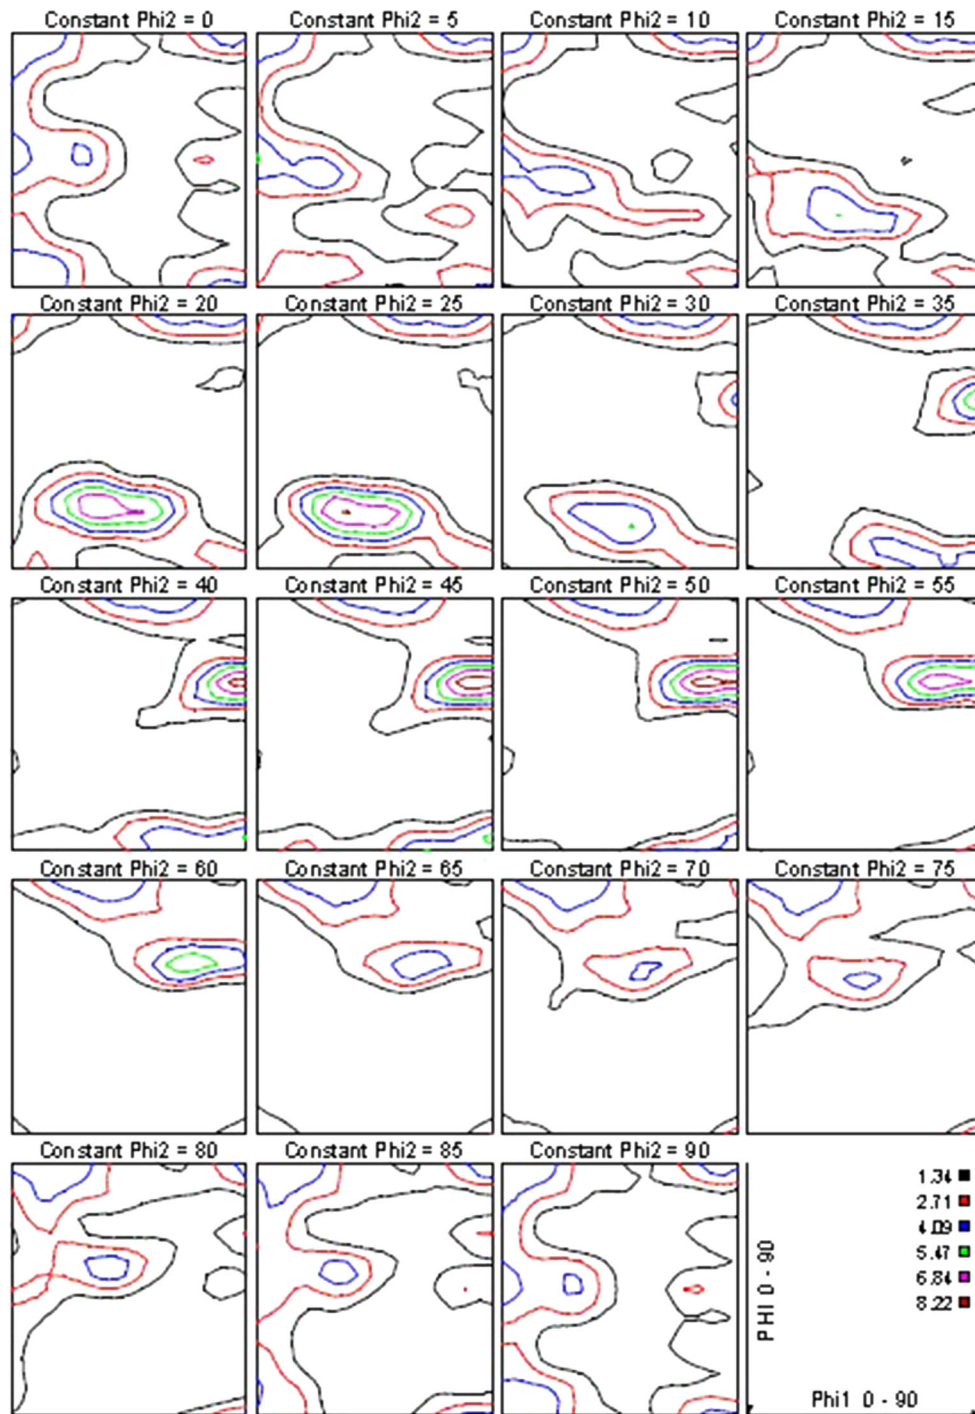 Constant Phi2 = 0
Constant Phi2 = 5
Constant Phi2 = 10
Constant Phi2 = 15
Constant Phi2 = 20
Constant Phi2 = 25
Constant Phi2 = 30
Constant Phi2 = 35
Constant Phi2 = 40
Constant Phi2 = 45
Constant Phi2 = 50
Constant Phi2 = 55
Constant Phi2 = 60
Constant Phi2 = 65
Constant Phi2 = 70
Constant Phi2 = 75
Constant Phi2 = 80
Constant Phi2 = 85
Constant Phi2 = 90
1.34
2.71
4.09
5.47
6.84
8.22
PHI 0 - 90
Phi1 0 - 90